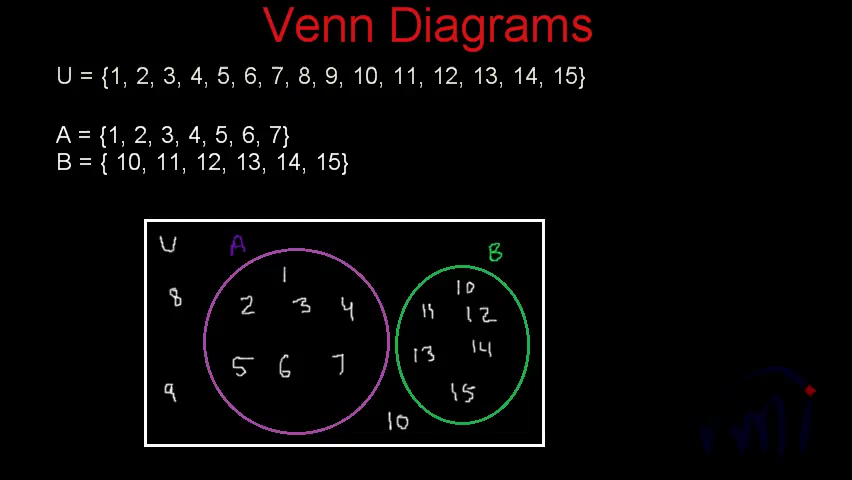 Venn Diagrams
U = {1, 2, 3, 4, 5, 6, 7, 8, 9, 10, 11, 12, 13, 14, 15}
A = {1, 2, 3, 4, 5, 6, 7}
B = { 10, 11, 12, 13, 14, 15}
U A B
1
10
8 2 3 4 11 12
13 14
5 6 7
9 15
10